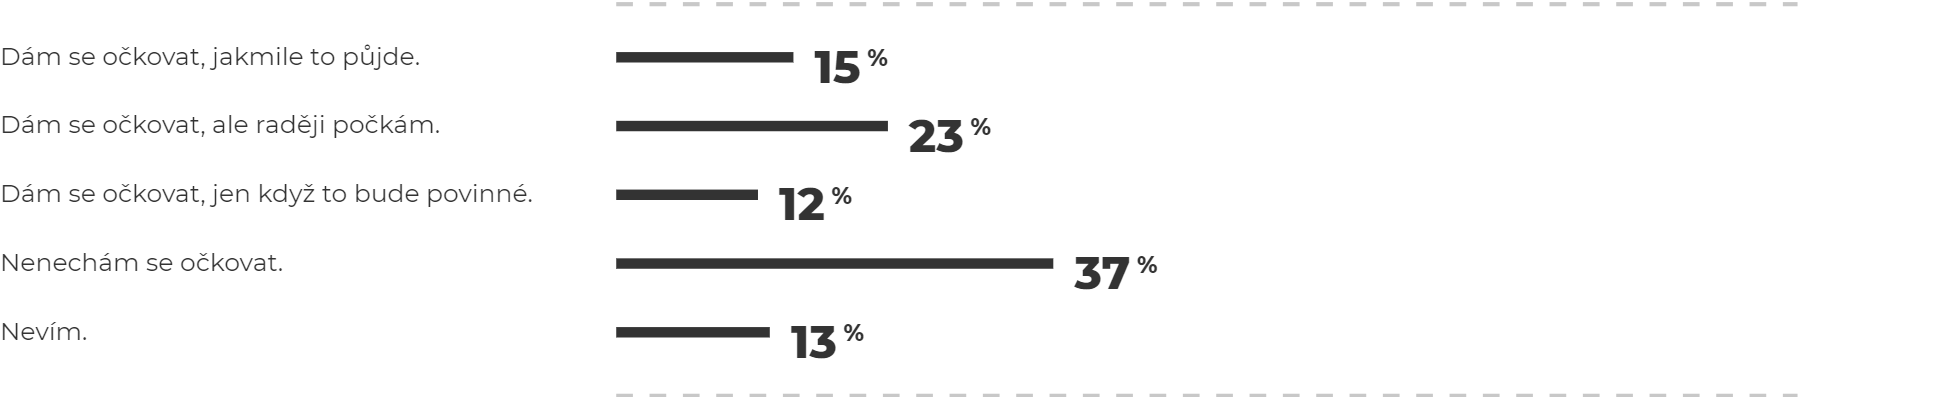 Dám se očkovat, jakmile to půjde. 15 %
Dám se očkovat, ale raději počkám. 23 %
Dám se očkovat, jen když to bude povinné. 12 %
Nenechám se očkovat. 37 %
Nevím. 13 %